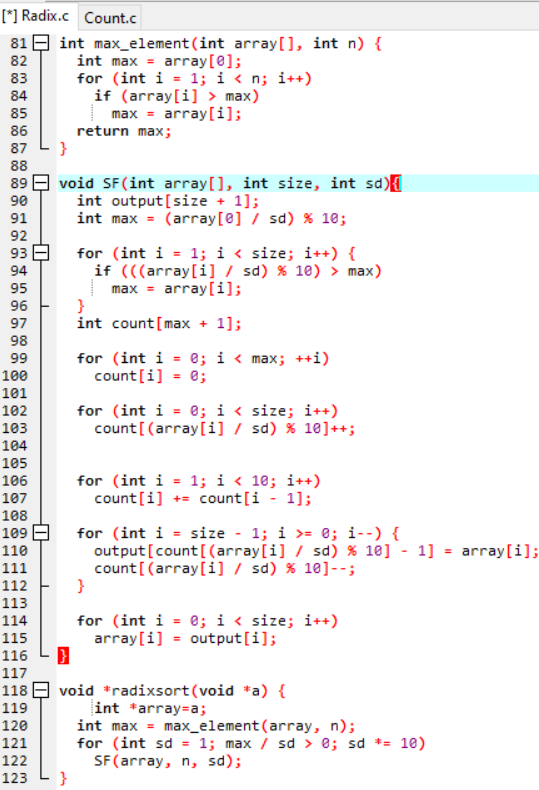 [*] Radix.c Count.c
81 int max_element(int array[], int n) {
82 int max = array[0];
83 for (int i = 1; i < n; i++)
84 if (array[i] > max)
85 max = array[i];
86 return max;
87 }
88
89 void SF(int array[], int size, int sd){
90 int output[size + 1];
91 int max = (array[0] / sd) % 10;
92
93 for (int i = 1; i < size; i++) {
94 if (((array[i] / sd) % 10) > max)
95 max = array[i];
96 }
97 int count[max + 1];
98
99 for (int i = 0; i < max; ++i)
100 count[i] = 0;
101
102 for (int i = 0; i < size; i++)
103 count[(array[i] / sd) % 10]++;
104
105
106 for (int i = 1; i < 10; i++)
107 count[i] += count[i - 1];
108
109 for (int i = size - 1; i >= 0; i--) {
110 output[count[(array[i] / sd) % 10] - 1] = array[i];
111 count[(array[i] / sd) % 10]--;
112 }
113
114 for (int i = 0; i < size; i++)
115 array[i] = output[i];
116 }
117
118 void *radixsort(void *a) {
119 int *array=a;
120 int max = max_element(array, n);
121 for (int sd = 1; max / sd > 0; sd *= 10)
122 SF(array, n, sd);
123 }